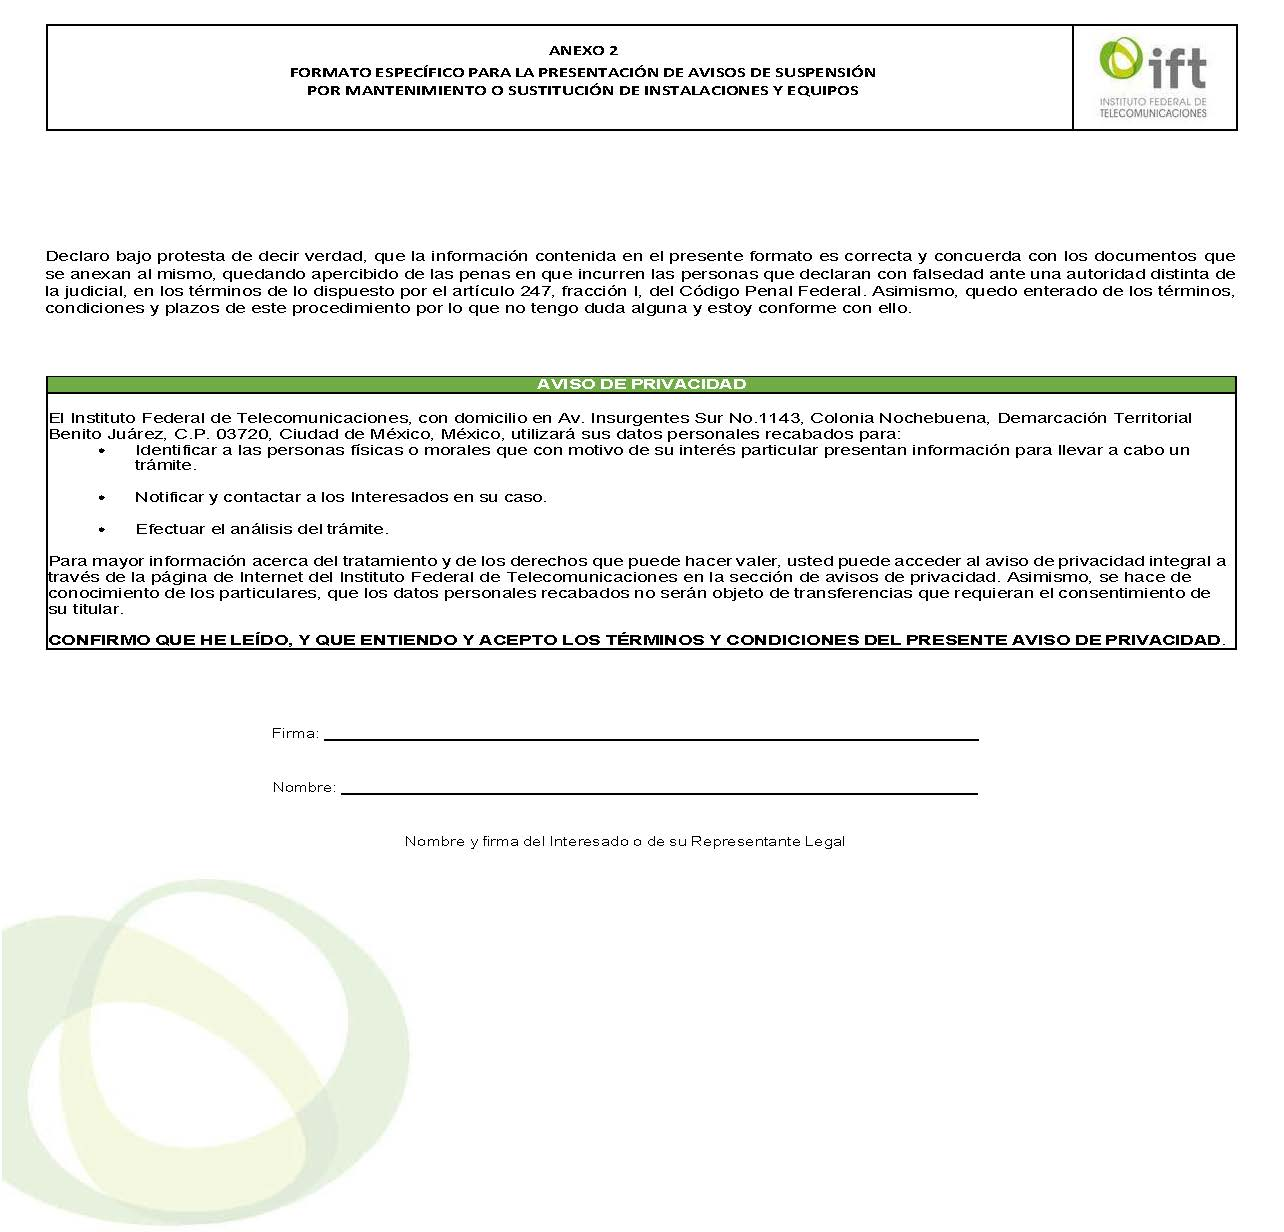 ANEXO 2
FORMATO ESPECÍFICO PARA LA PRESENTACIÓN DE AVISOS DE SUSPENSIÓN
POR MANTENIMIENTO O SUSTITUCIÓN DE INSTALACIONES Y EQUIPOS
ift
INSTITUTO FEDERAL DE
TELECOMUNICACIONES
Declaro bajo protesta de decir verdad, que la información contenida en el presente formato es correcta y concuerda con los documentos que
se anexan al mismo, quedando apercibido de las penas en que incurren las personas que declaran con falsedad ante una autoridad distinta de
la judicial, en los términos de lo dispuesto por el artículo 247, fracción I, del Código Penal Federal. Asimismo, quedo enterado de los términos,
condiciones y plazos de este procedimiento por lo que no tengo duda alguna y estoy conforme con ello.
AVISO DE PRIVACIDAD
El Instituto Federal de Telecomunicaciones, con domicilio en Av. Insurgentes Sur No.1143, Colonia Nochebuena, Demarcación Territorial
Benito Juárez, C.P. 03720, Ciudad de México, México, utilizará sus datos personales recabados para:
• Identificar a las personas físicas o morales que con motivo de su interés particular presentan información para llevar a cabo un
trámite.
• Notificar y contactar a los Interesados en su caso.
• Efectuar el análisis del trámite.
Para mayor información acerca del tratamiento y de los derechos que puede hacer valer, usted puede acceder al aviso de privacidad integral a
través de la página de Internet del Instituto Federal de Telecomunicaciones en la sección de avisos de privacidad. Asimismo, se hace de
conocimiento de los particulares, que los datos personales recabados no serán objeto de transferencias que requieran el consentimiento de
su titular.
CONFIRMO QUE HE LEÍDO, Y QUE ENTIENDO Y ACEPTO LOS TÉRMINOS Y CONDICIONES DEL PRESENTE AVISO DE PRIVACIDAD.
Firma:
Nombre:
Nombre y firma del Interesado o de su Representante Legal